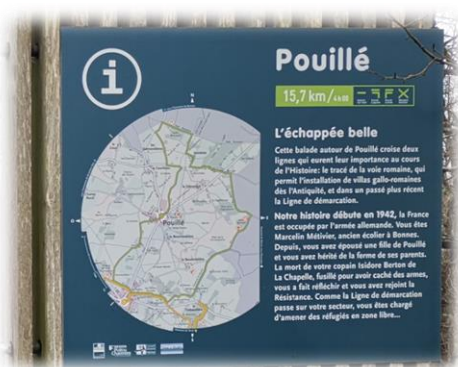 i
Pouillé
15,7 km/4h00
L'échappée belle
Cette balade autour de Pouillé croise deux
lignes qui eurent leur importance au cours
de l'Histoire: le tracé de la voie romaine, qui
permit l'installation de villas gallo-romaines
dès l'Antiquité, et dans un passé plus récent
la Ligne de démarcation.
Notre histoire débute en 1942, la France
est occupée par l'armée allemande. Vous êtes
Marcelin Métivier, ancien écolier à Bonnes.
Depuis, vous avez épousé une fille de Pouillé
et vous avez hérité de la ferme de ses parents.
La mort de votre copain Isidore Berton de
La Chapelle, fusillé pour avoir caché des armes,
vous a fait réfléchir et vous avez rejoint la
Résistance. Comme la Ligne de démarcation
passe sur votre secteur, vous êtes chargé
d'amener des réfugiés en zone libre...
Pouillé